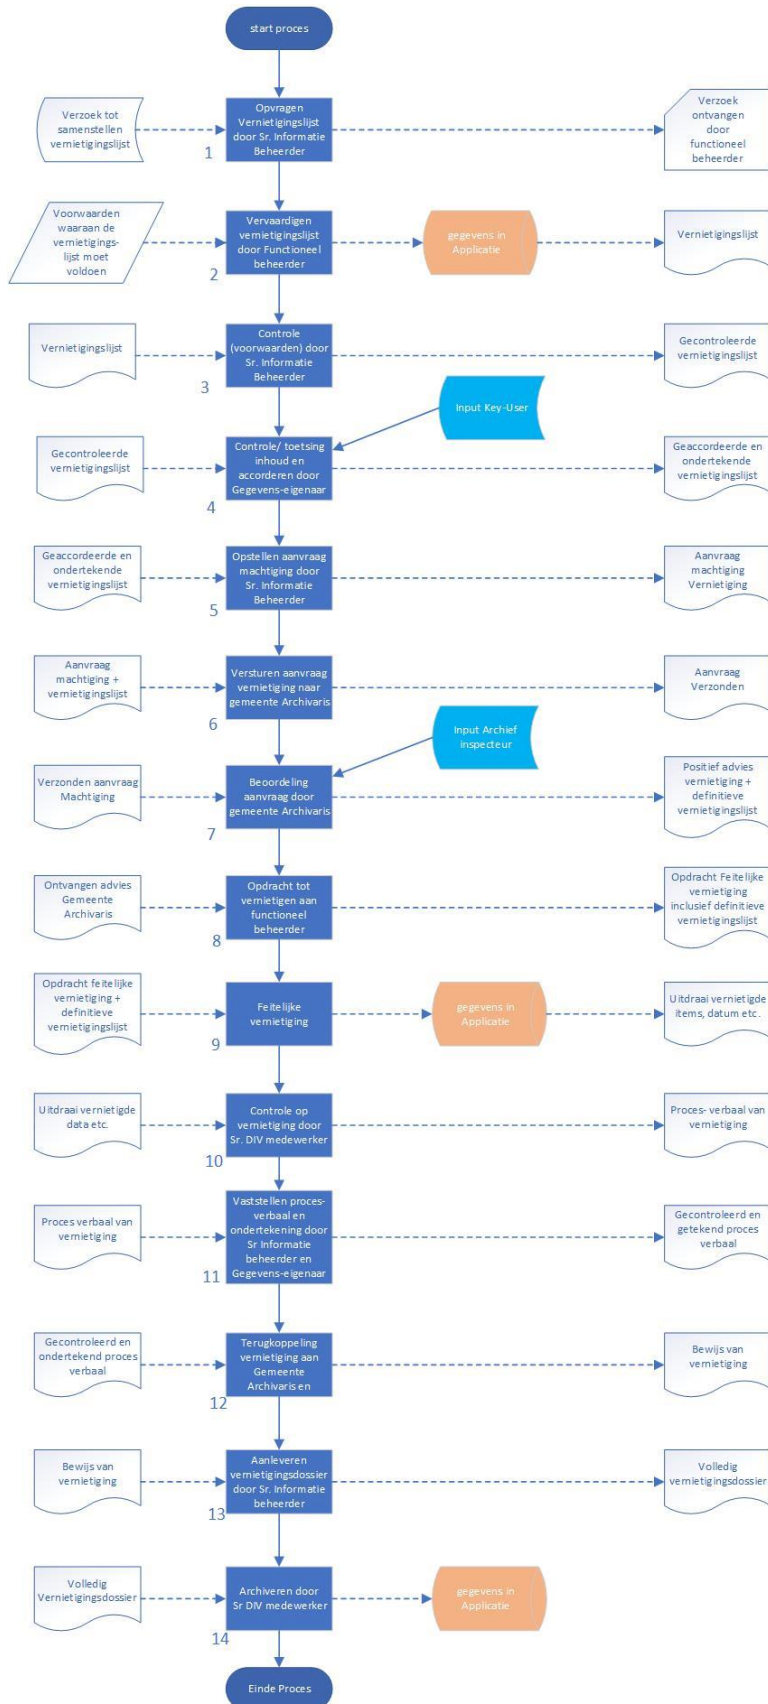 start proces
Verzoek tot
samenstellen
vernietigingslijst
1
Opvragen
Vernietigingslijst
door Sr. Informatie
Beheerder
Verzoek
ontvangen
door
functioneel
beheerder
Voorwaarden
waaraan de
vernietigings-
lijst moet
voldoen
2
Vervaardigen
vernietigingslijst
door Functioneel
beheerder
gegevens in
Applicatie
Vernietigingslijst
Vernietigingslijst
3
Controle
(voorwaarden) door
Sr. Informatie
Beheerder
Gecontroleerde
vernietigingslijst
Input Key-User
Gecontroleerde
vernietigingslijst
4
Controle/ toetsing
inhoud en
accorderen door
Gegevens-eigenaar
Geaccordeerde en
ondertekende
vernietigingslijst
Geaccordeerde en
ondertekende
vernietigingslijst
5
Opstellen aanvraag
machtiging door
Sr. Informatie
Beheerder
Aanvraag
machtiging
Vernietiging
Aanvraag
machtiging +
vernietigingslijst
6
Versturen aanvraag
vernietiging naar
gemeente Archivaris
Aanvraag
Verzonden
Input Archief
inspecteur
Verzonden aanvraag
Machtiging
7
Beoordeling
aanvraag door
gemeente Archivaris
Positief advies
vernietiging +
definitieve
vernietigingslijst
Ontvangen advies
Gemeente
Archivaris
8
Opdracht tot
vernietigen aan
functioneel
beheerder
Opdracht Feitelijke
vernietiging
inclusief definitieve
vernietigingslijst
Opdracht feitelijke
vernietiging +
definitieve
vernietigingslijst
9
Feitelijke
vernietiging
gegevens in
Applicatie
Uitdraai vernietigde
items, datum etc.
Uitdraai vernietigde
data etc.
10
Controle op
vernietiging door
Sr. DIV medewerker
Proces- verbaal van
vernietiging
Proces verbaal van
vernietiging
11
Vaststellen proces-
verbaal en
ondertekening door
Sr Informatie
beheerder en
Gegevens-eigenaar
Gecontroleerd en
getekend proces
verbaal
Gecontroleerd en
ondertekend proces
verbaal
12
Terugkoppeling
vernietiging aan
Gemeente
Archivaris en
Bewijs van
vernietiging
Bewijs van
vernietiging
13
Aanleveren
vernietigingsdossier
door Sr. Informatie
beheerder
Volledig
vernietigingsdossier
Volledig
Vernietigingsdossier
14
Archiveren door
Sr DIV medewerker
gegevens in
Applicatie
Einde Proces